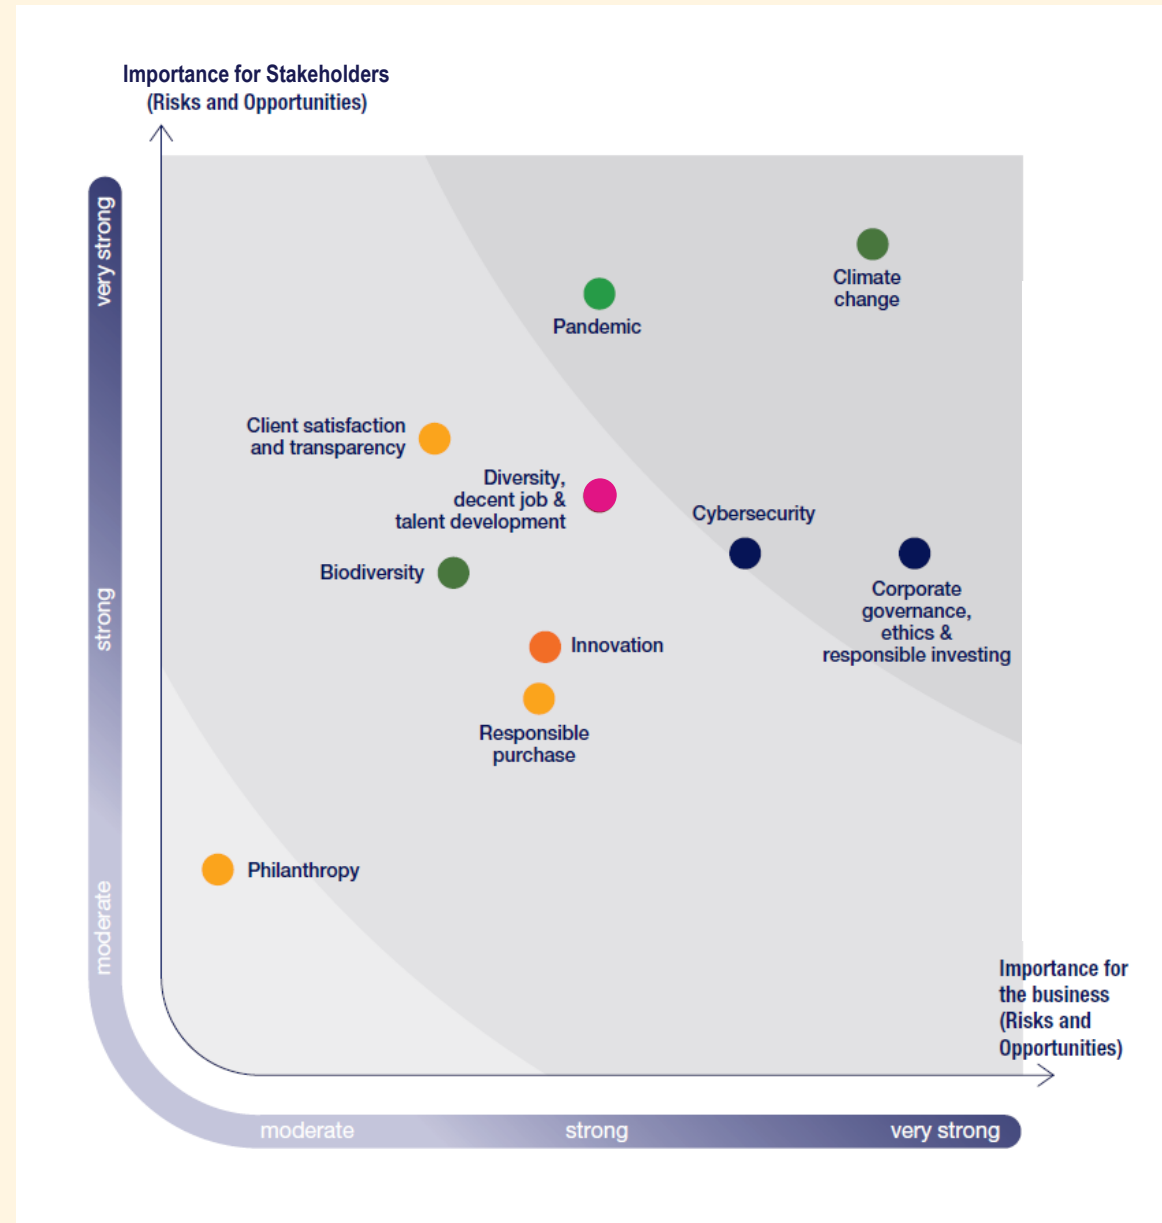 Importance for Stakeholders
(Risks and Opportunities)
very strong
strong
moderate
Climate
change
Pandemic
Client satisfaction
and transparency
Diversity,
decent job &
talent development
Cybersecurity
Biodiversity
Corporate
governance,
ethics &
responsible investing
Innovation
Responsible
purchase
Philanthropy
Importance for
the business
(Risks and
Opportunities)
moderate
strong
very strong